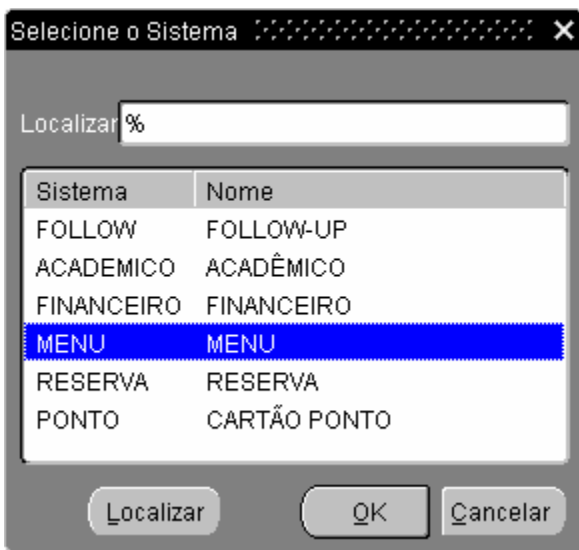 Selecione o Sistema
Localizar %
Sistema Nome
FOLLOW FOLLOW-UP
ACADEMICO ACADÊMICO
FINANCEIRO FINANCEIRO
MENU MENU
RESERVA RESERVA
PONTO CARTÃO PONTO
Localizar OK Cancelar